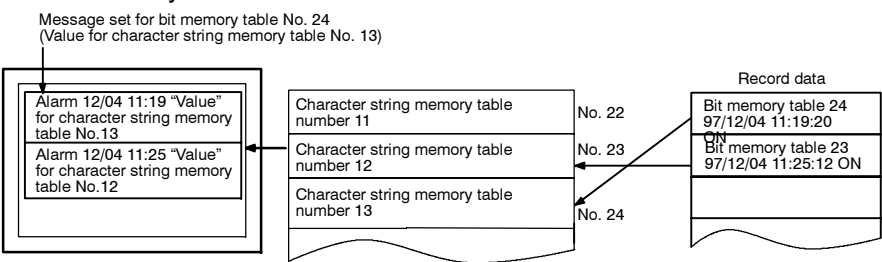 Message set for bit memory table No. 24
(Value for character string memory table No. 13)
Alarm 12/04 11:19 “Value”
for character string memory
table No.13
Alarm 12/04 11:25 “Value”
for character string memory
table No.12
Character string memory table
number 11
Character string memory table
number 12
Character string memory table
number 13
No. 22
No. 23
No. 24
Record data
Bit memory table 24
97/12/04 11:19:20
ON
Bit memory table 23
97/12/04 11:25:12 ON